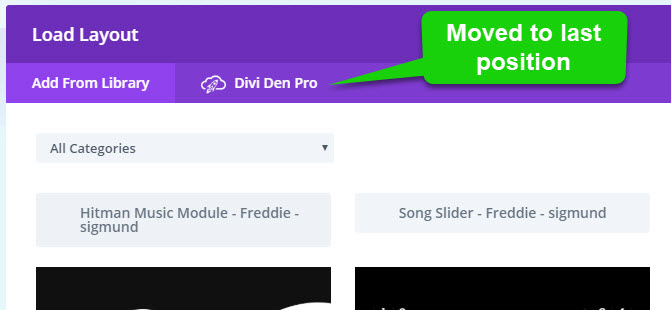 Load Layout
Moved to last
position
Add From Library
Divi Den Pro
All Categories
Hitman Music Module - Freddie -
sigmund
Song Slider - Freddie - sigmund